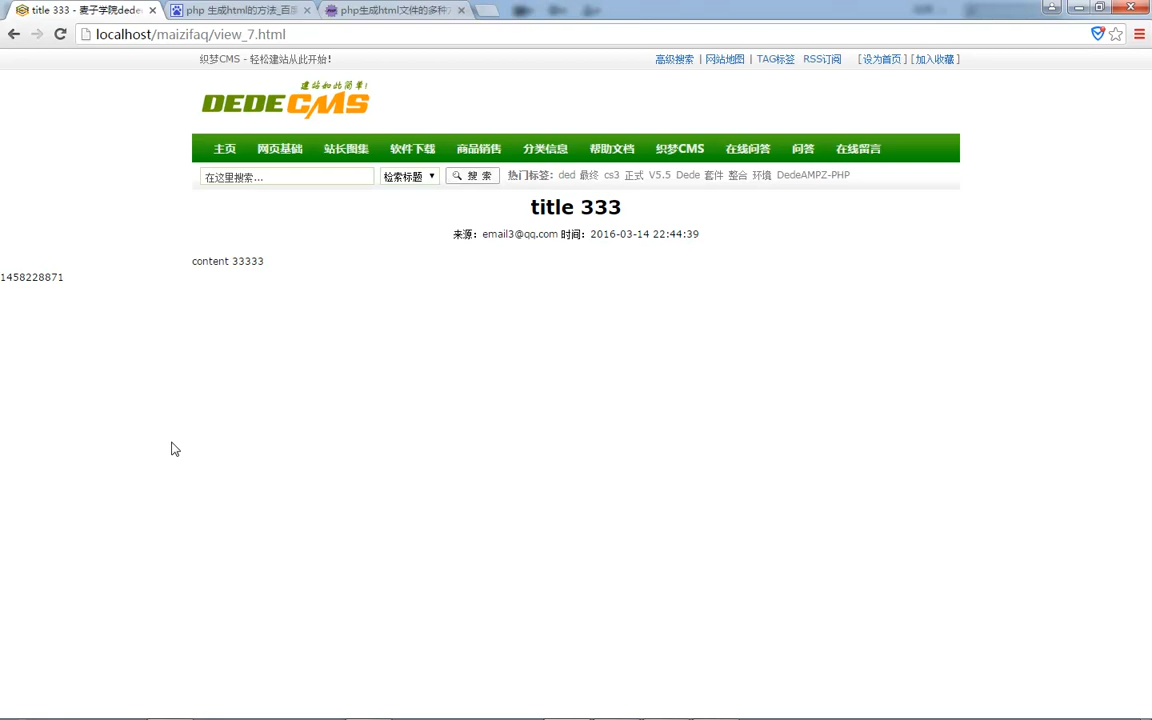 title 333 - 麦子学院dede
php 生成html的方法_百度
php生成html文件的多种
localhost/maizifaq/view_7.html
织梦CMS - 轻松建站从此开始!
高级搜索 | 网站地图 | TAG标签 RSS订阅 [设为首页] [加入收藏]
建站如此简单!
DEDECMS
主页 网页基础 站长图集 软件下载 商品销售 分类信息 帮助文档 织梦CMS 在线问答 问答 在线留言
在这里搜索... 检索标题 搜 索 热门标签: ded 最终 cs3 正式 V5.5 Dede 套件 整合 环境 DedeAMPZ-PHP
title 333
来源: email3@qq.com 时间: 2016-03-14 22:44:39
content 33333
1458228871